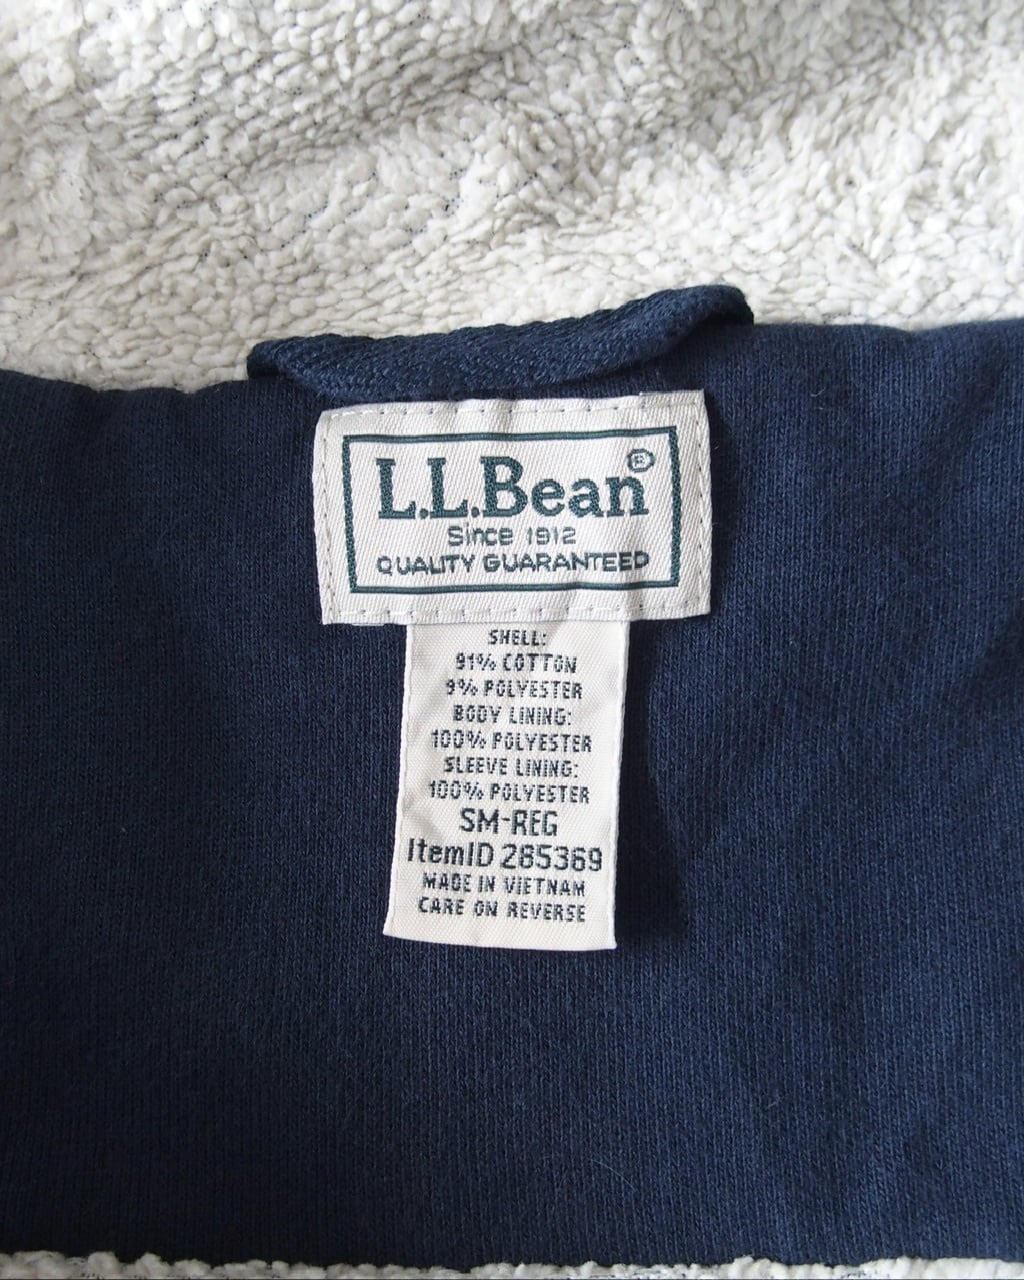 L.L.Bean®
Since 1912
QUALITY GUARANTEED
SHELL:
91% COTTON
9% POLYESTER
BODY LINING:
100% POLYESTER
SLEEVE LINING:
100% POLYESTER
SM-REG
ItemID 285369
MADE IN VIETNAM
CARE ON REVERSE